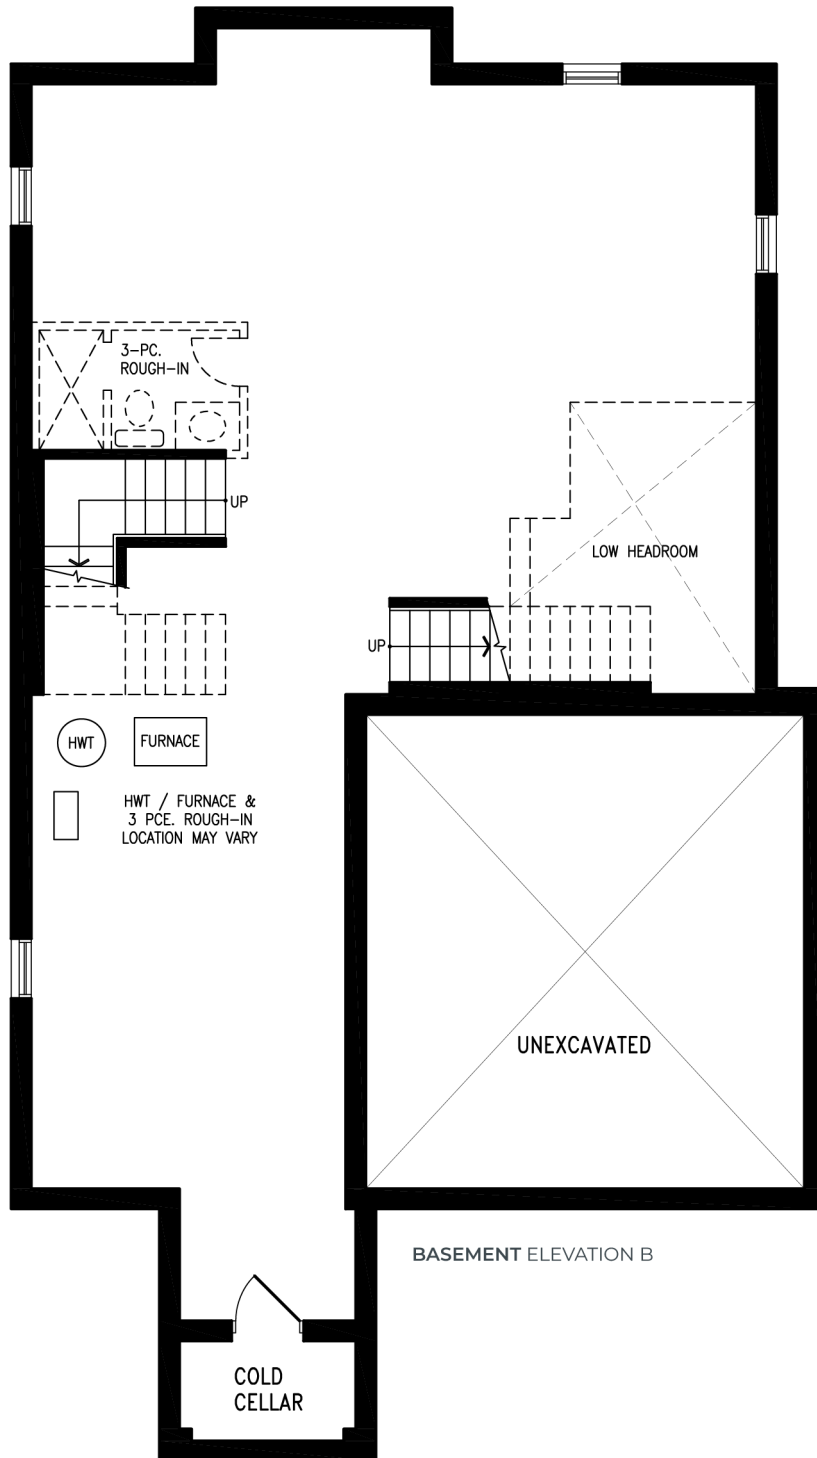 3-PC.
ROUGH-IN
UP
LOW HEADROOM
UP
HWT
FURNACE
HWT / FURNACE &
3 PCE. ROUGH-IN
LOCATION MAY VARY
UNEXCAVATED
BASEMENT ELEVATION B
COLD
CELLAR